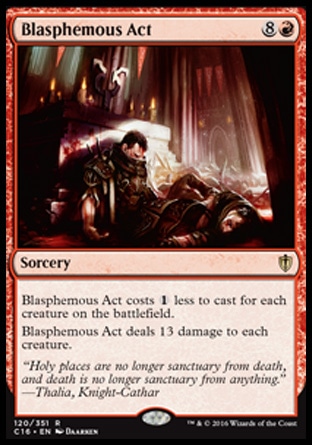 Blasphemous Act 8
Sorcery
Blasphemous Act costs 1 less to cast for each
creature on the battlefield.
Blasphemous Act deals 13 damage to each
creature.
“Holy places are no longer sanctuary from death,
and death is no longer sanctuary from anything.”
—Thalia, Knight-Cathar
120/351 R
C16 • EN Daarken
™ & © 2016 Wizards of the Coast